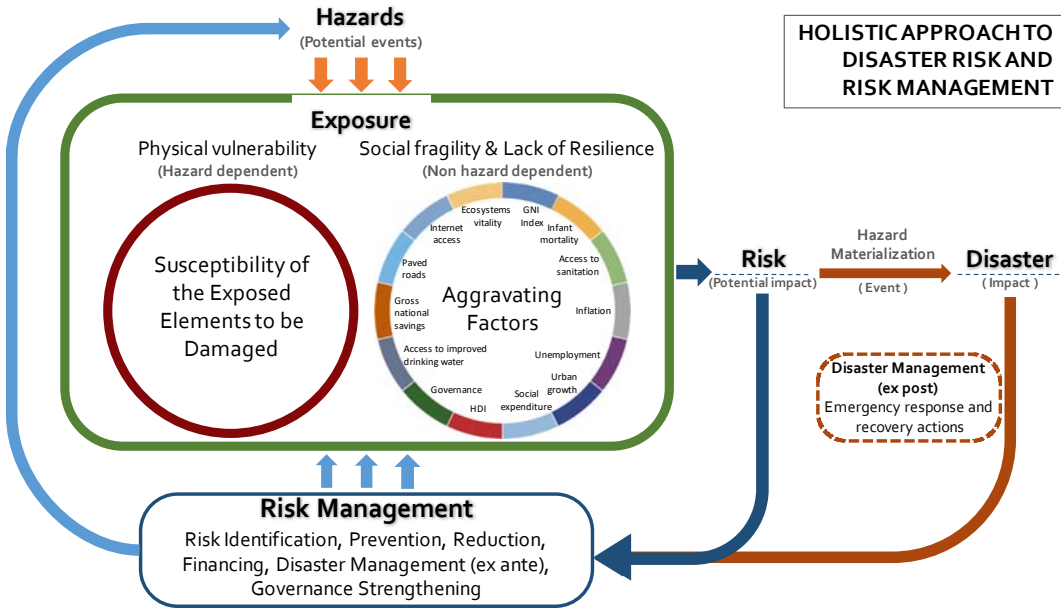 Hazards
(Potential events)
HOLISTIC APPROACH TO
DISASTER RISK AND
RISK MANAGEMENT
Exposure
Physical vulnerability
(Hazard dependent)
Social fragility & Lack of Resilience
(Non hazard dependent)
Susceptibility of
the Exposed
Elements to be
Damaged
Aggravating
Factors
Ecosystems
vitality
GNI
Index
Infant
mortality
Access to
sanitation
Inflation
Unemployment
Urban
growth
Social
expenditure
HDI
Governance
Access to improved
drinking water
Gross
national
savings
Paved
roads
Internet
access
Risk
(Potential impact)
Hazard
Materialization
(Event )
Disaster
(Impact )
Disaster Management
(ex post)
Emergency response and
recovery actions
Risk Management
Risk Identification, Prevention, Reduction,
Financing, Disaster Management (ex ante),
Governance Strengthening